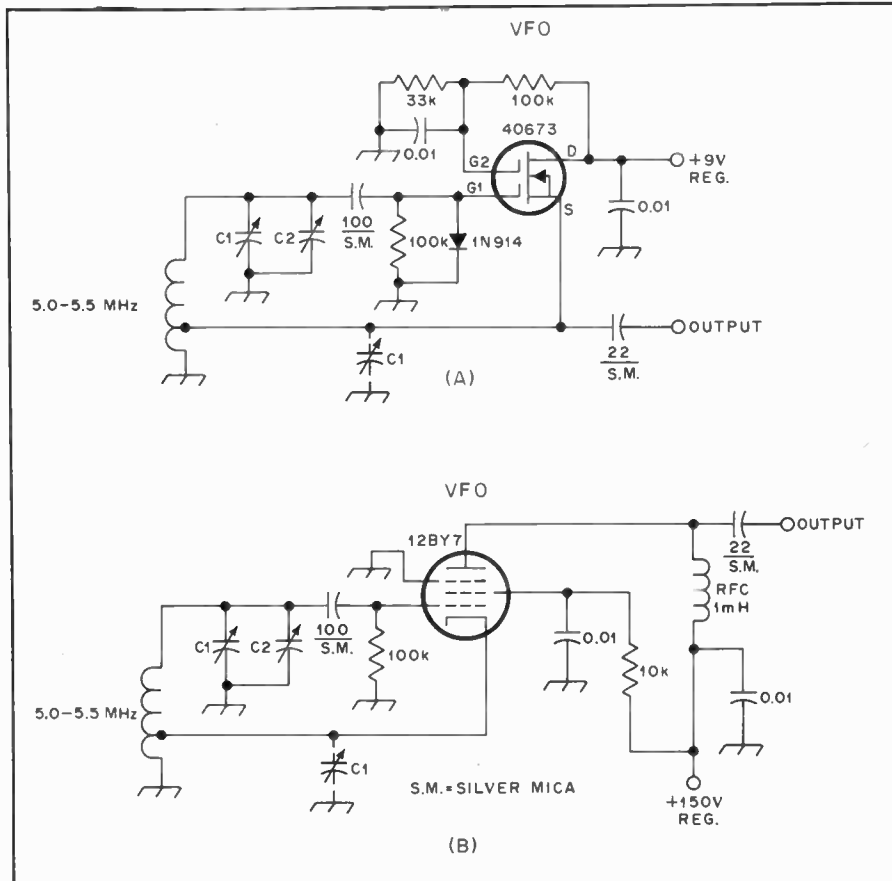 VFO
33k
100k
0.01
40673
D
G2
G1
S
+9V
REG.
0.01
C1
C2
100
S.M.
100k
1N914
5.0-5.5 MHz
C1
22
S.M.
OUTPUT
(A)
VFO
12BY7
22
S.M.
OUTPUT
RFC
1mH
C1
C2
100
S.M.
100k
0.01
10k
0.01
5.0-5.5 MHz
C1
S.M.=SILVER MICA
+150V
REG.
(B)